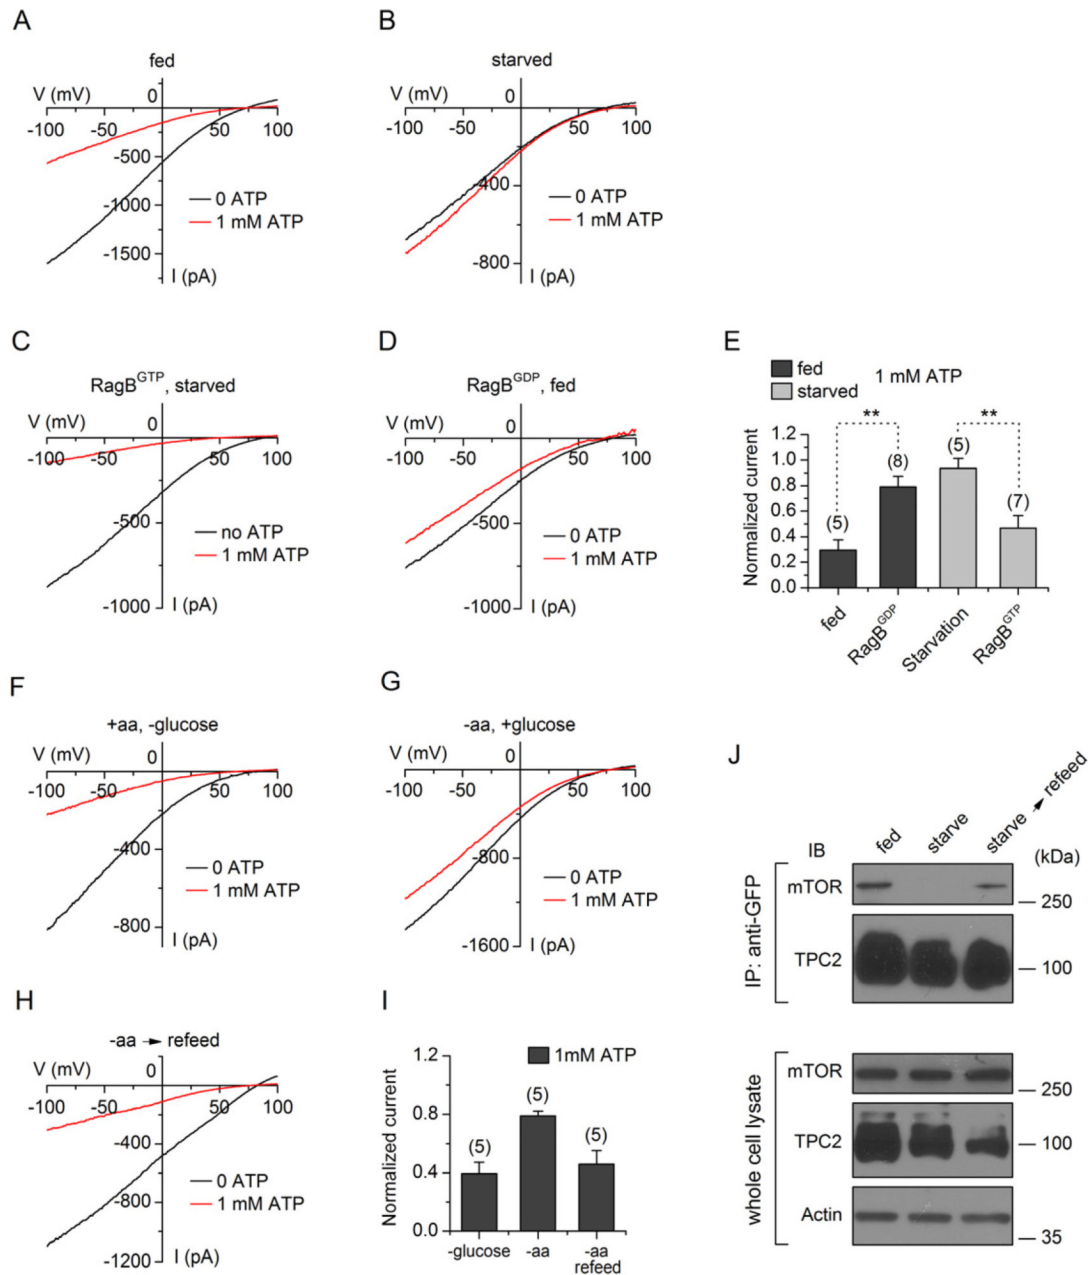 A
fed
V (mV)
0
-100 -50 50 100
-500
-1000
-1500
0 ATP
1 mM ATP
I (pA)
B
starved
V (mV)
0
-100 -50 50 100
-400
-800
0 ATP
1 mM ATP
I (pA)
C
RagB^GTP, starved
V (mV)
0
-100 -50 50 100
-500
-1000
no ATP
1 mM ATP
I (pA)
D
RagB^GDP, fed
V (mV)
0
-100 -50 50 100
-500
-1000
0 ATP
1 mM ATP
I (pA)
E
fed
starved
1 mM ATP
** **
Normalized current
1.2
1.0
0.8
0.6
0.4
0.2
0.0
(5)
(8)
(5)
(7)
fed
RagB^GDP
Starvation
RagB^GTP
F
+aa, -glucose
V (mV)
0
-100 -50 50 100
-400
-800
0 ATP
1 mM ATP
I (pA)
G
-aa, +glucose
V (mV)
0
-100 -50 50 100
-800
-1600
0 ATP
1 mM ATP
I (pA)
H
-aa → refeed
V (mV)
0
-100 -50 50 100
-400
-800
-1200
0 ATP
1 mM ATP
I (pA)
I
1mM ATP
Normalized current
1.2
0.8
0.4
0.0
(5)
(5)
(5)
-glucose
-aa
-aa
refeed
J
fed
starve
starve → refeed
IB
(kDa)
IP: anti-GFP
mTOR
250
TPC2
100
whole cell lysate
mTOR
250
TPC2
100
Actin
35